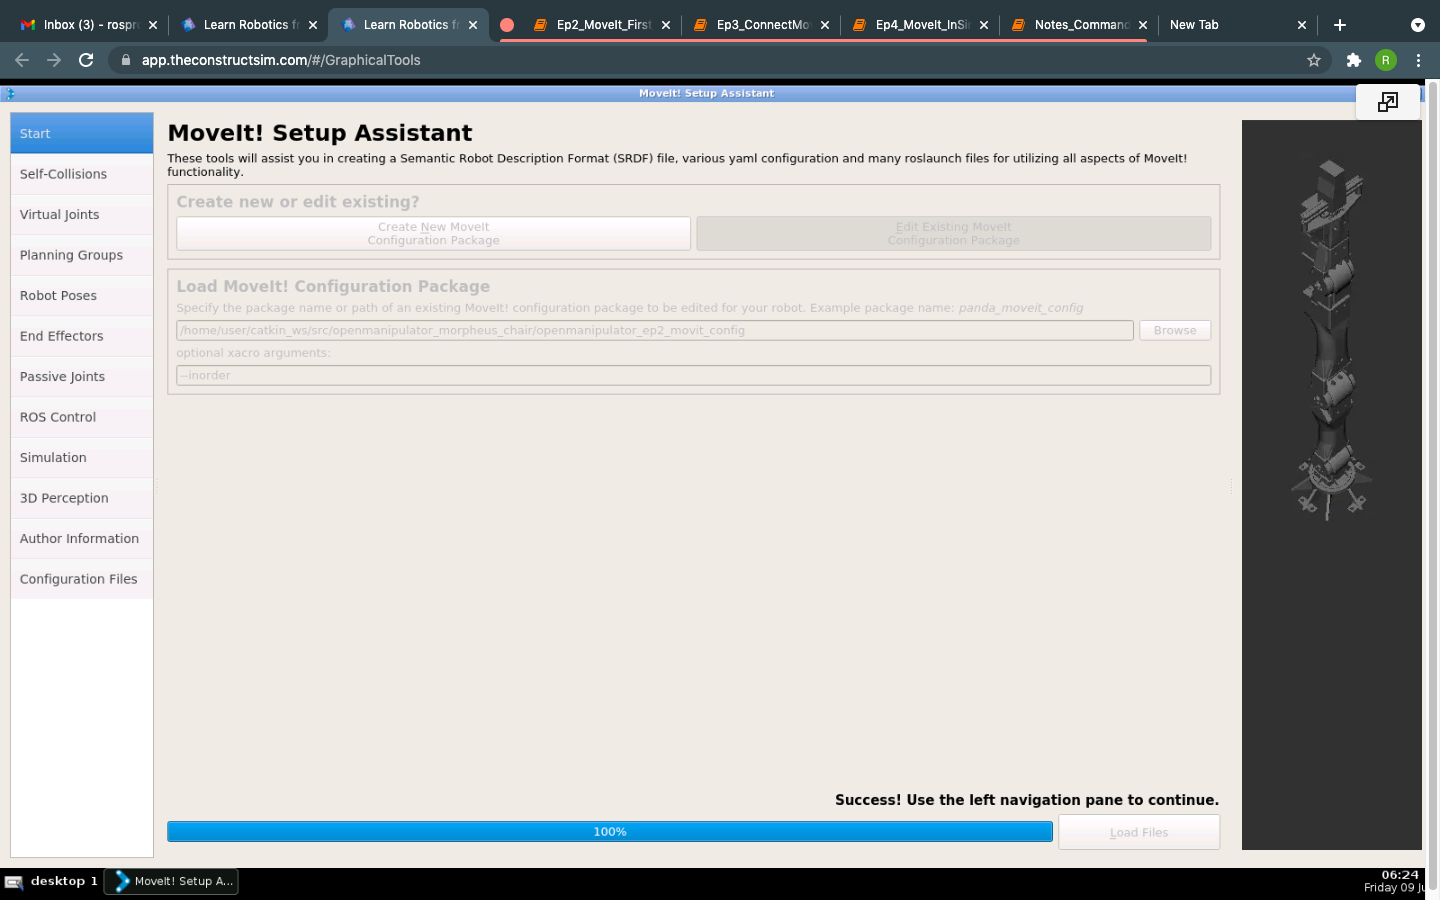 Inbox (3) - rospr
Learn Robotics f
Learn Robotics f
Ep2_MoveIt_First
Ep3_ConnectMo
Ep4_MoveIt_InSi
Notes_Command
New Tab
app.theconstructsim.com/#/GraphicalTools
R
MoveIt! Setup Assistant
Start
Self-Collisions
Virtual Joints
Planning Groups
Robot Poses
End Effectors
Passive Joints
ROS Control
Simulation
3D Perception
Author Information
Configuration Files
MoveIt! Setup Assistant
These tools will assist you in creating a Semantic Robot Description Format (SRDF) file, various yaml configuration and many roslaunch files for utilizing all aspects of MoveIt!
functionality.
Create new or edit existing?
Create New MoveIt
Configuration Package
Edit Existing MoveIt
Configuration Package
Load MoveIt! Configuration Package
Specify the package name or path of an existing MoveIt! configuration package to be edited for your robot. Example package name: panda_moveit_config
/home/user/catkin_ws/src/openmanipulator_morpheus_chair/openmanipulator_ep2_movit_config
Browse
optional xacro arguments:
--inorder
Success! Use the left navigation pane to continue.
100%
Load Files
desktop 1
MoveIt! Setup A...
06:24
Friday 09 Ju